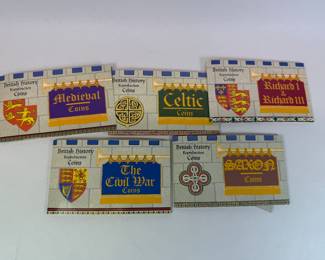 British History
Reproduction
Coins
Medieval
Coins
British History
Reproduction
Coins
Celtic
Coins
British History
Reproduction
Coins
Richard I
&
Richard III
British History
Reproduction
Coins
The
Civil War
Coins
British History
Reproduction
Coins
SAXON
Coins